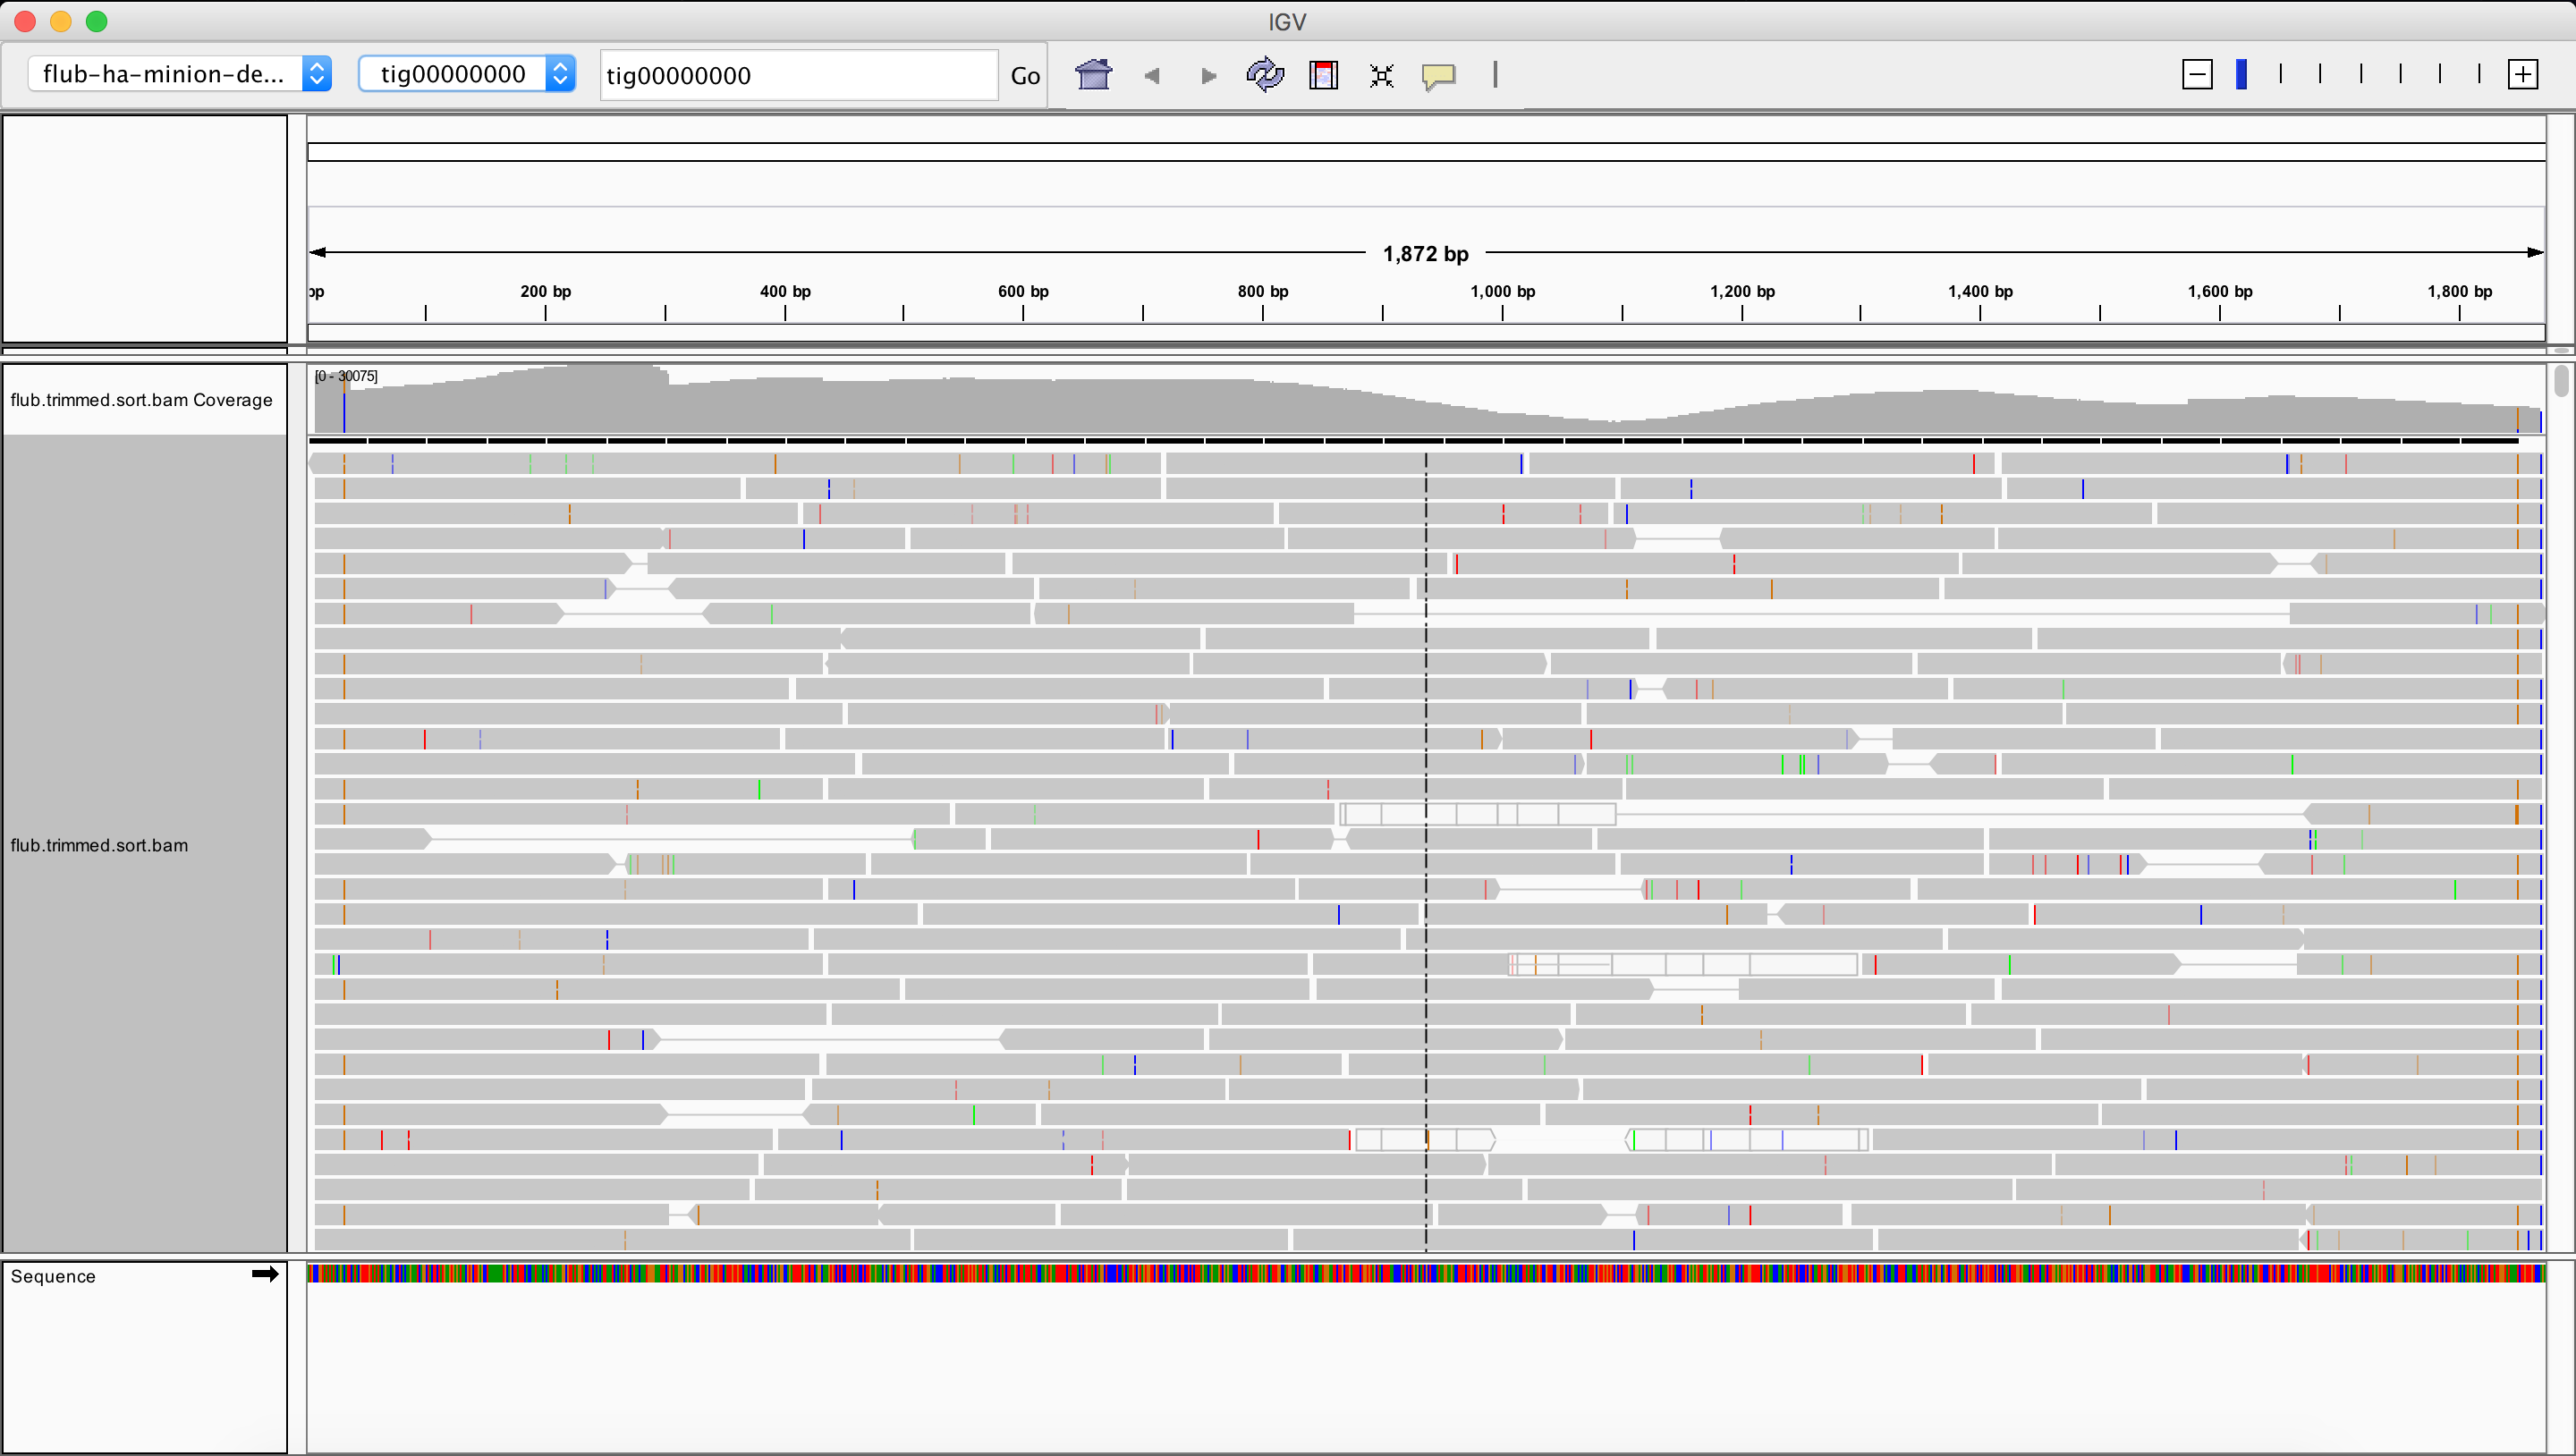 IGV
flub-ha-minion-de... tig00000000 tig00000000 Go
1,872 bp
bp 200 bp 400 bp 600 bp 800 bp 1,000 bp 1,200 bp 1,400 bp 1,600 bp 1,800 bp
[0 - 30075]
flub.trimmed.sort.bam Coverage
flub.trimmed.sort.bam
Sequence